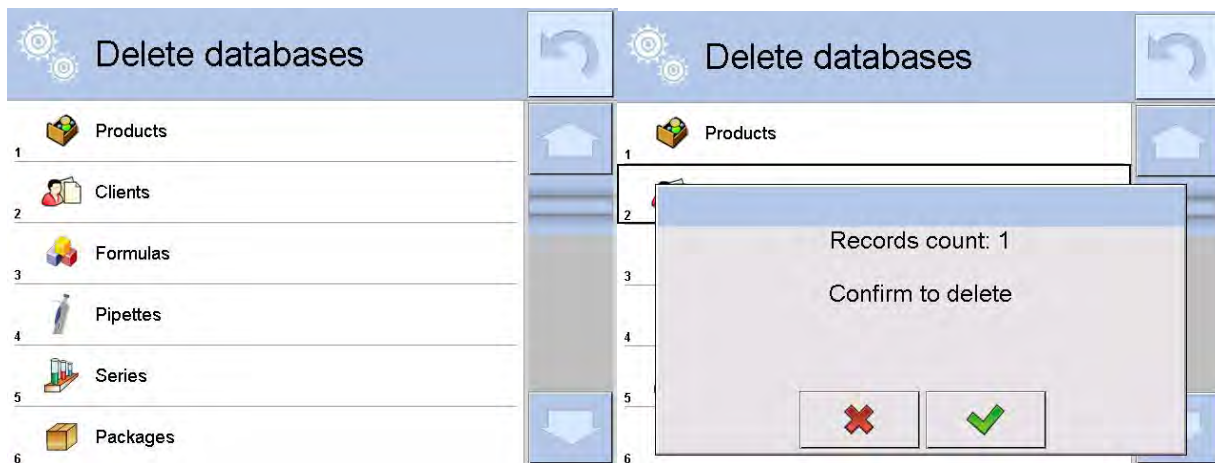 Delete databases
1 Products
2 Clients
3 Formulas
4 Pipettes
5 Series
6 Packages
Delete databases
1 Products
2
Records count: 1
3
Confirm to delete
4
5
6